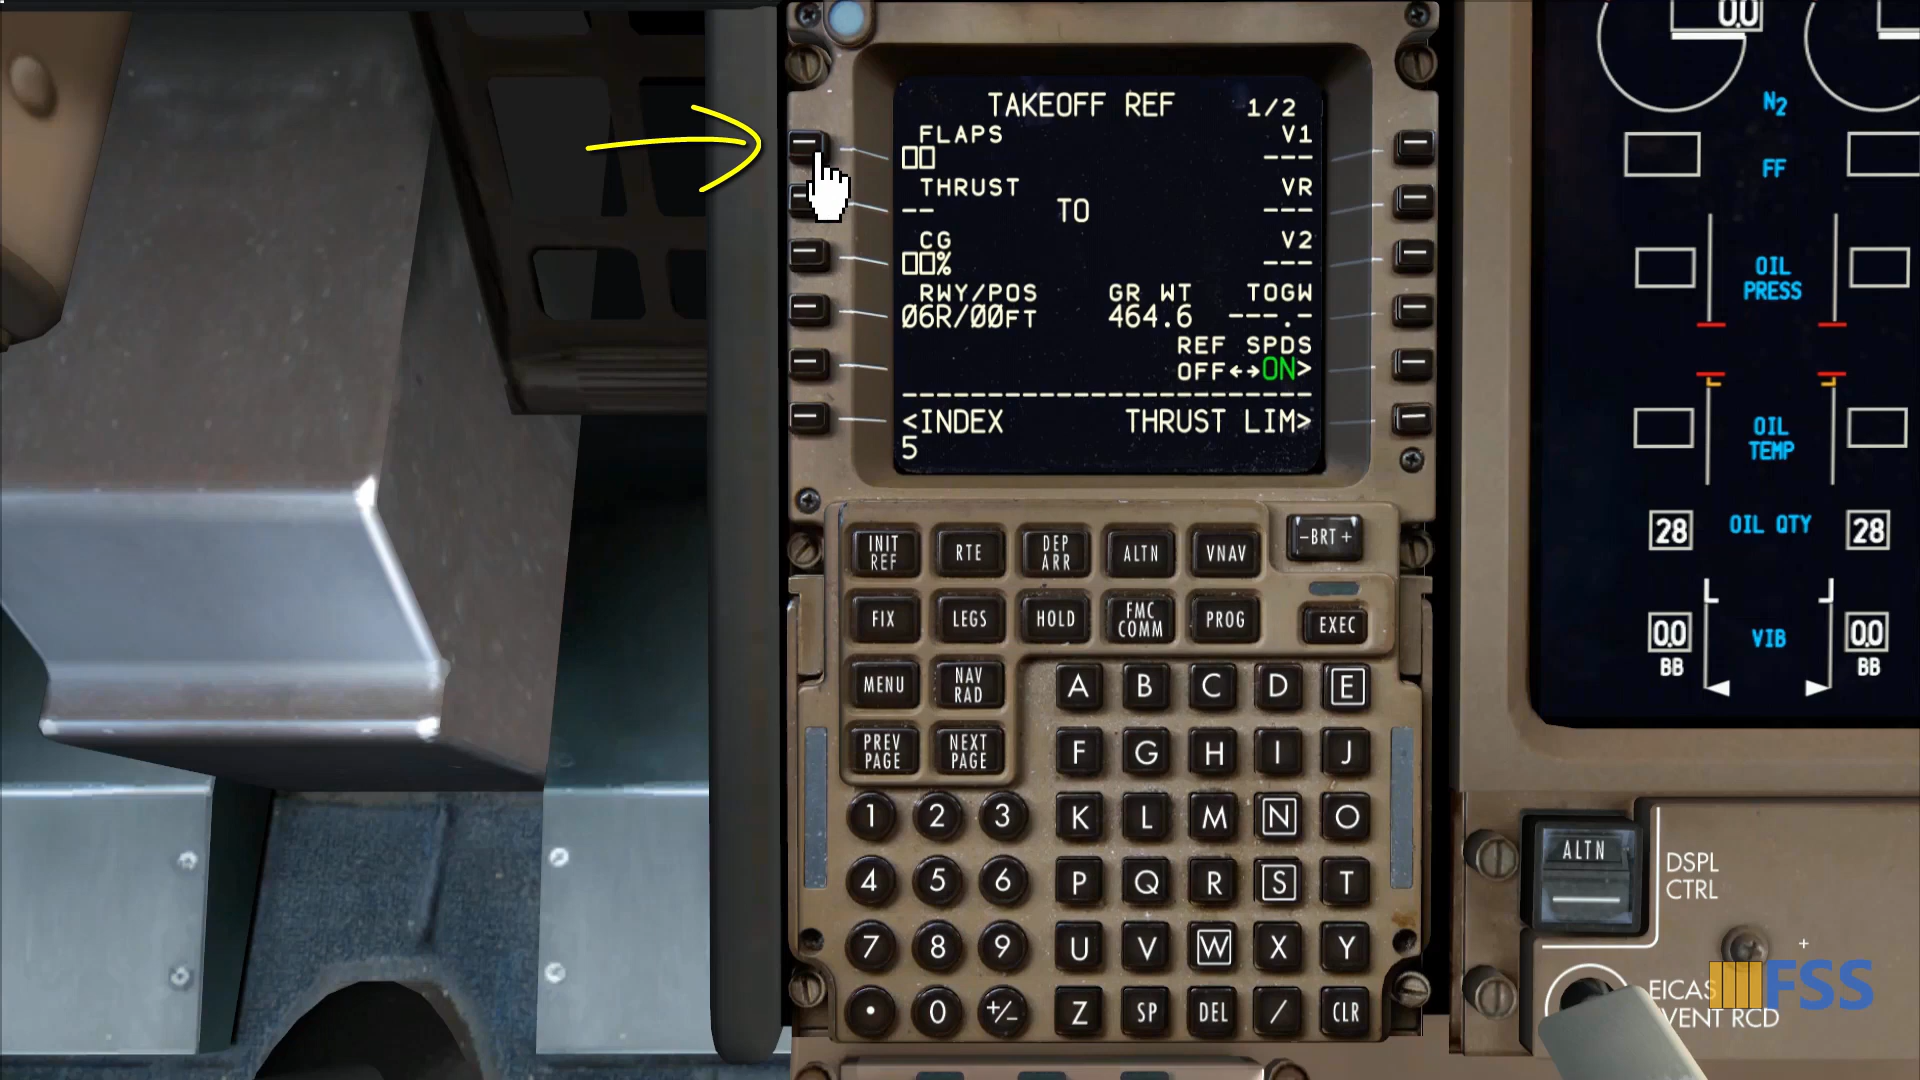 TAKEOFF REF 1/2
FLAPS V1
□□ ---
THRUST VR
-- TO ---
CG V2
□□% ---
RWY/POS GR WT TOGW
06R/00FT 464.6 ---.-
REF SPDS
OFF←→ON>
<INDEX THRUST LIM>
5
INIT REF RTE DEP ARR ALTN VNAV -BRT+
FIX LEGS HOLD FMC COMM PROG EXEC
MENU NAV RAD
PREV PAGE NEXT PAGE
A B C D E
F G H I J
1 2 3 K L M N O
4 5 6 P Q R S T
7 8 9 U V W X Y
. 0 +/- Z SP DEL / CLR
0.0
N2
FF
OIL
PRESS
OIL
TEMP
28 OIL QTY 28
0.0 VIB 0.0
BB BB
ALTN
DSPL
CTRL
EICAS
FSS